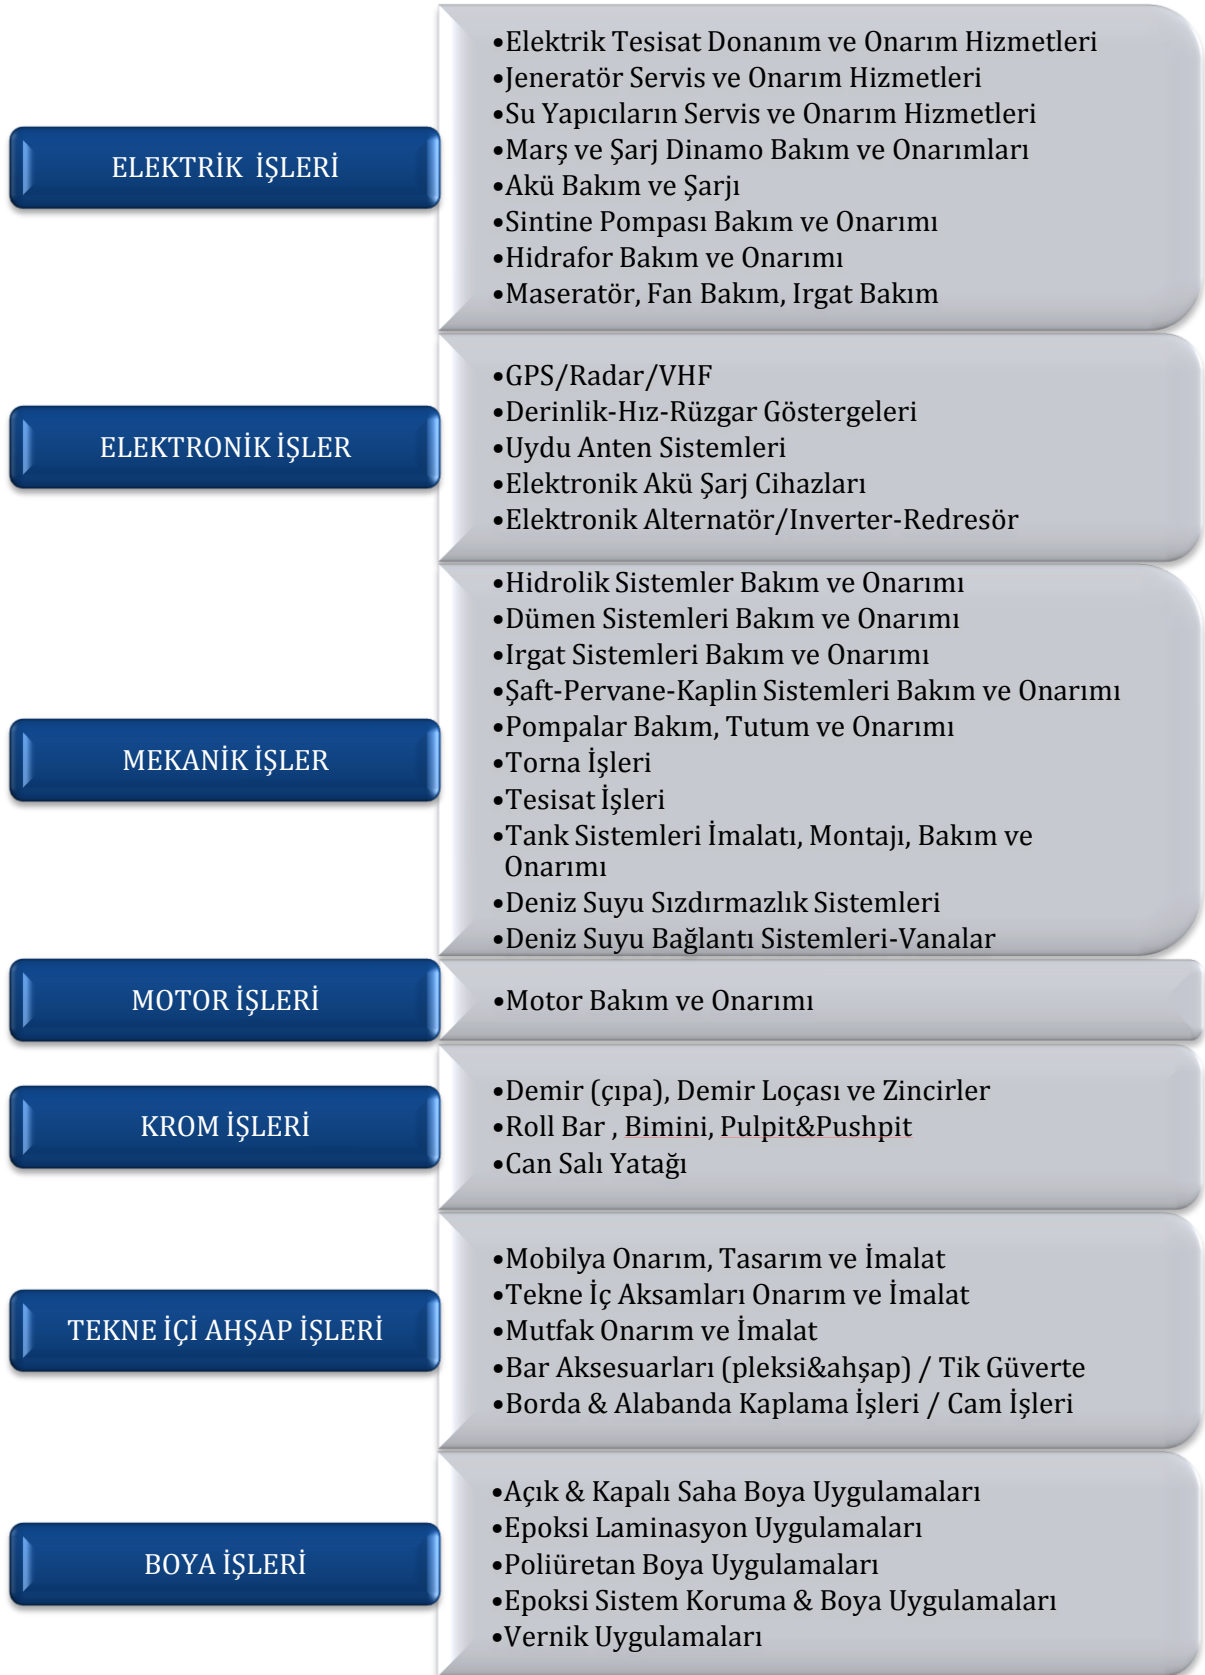 ELEKTRİK  İŞLERİ
•Elektrik Tesisat Donanım ve Onarım Hizmetleri
•Jeneratör Servis ve Onarım Hizmetleri
•Su Yapıcıların Servis ve Onarım Hizmetleri
•Marş ve Şarj Dinamo Bakım ve Onarımları
•Akü Bakım ve Şarjı
•Sintine Pompası Bakım ve Onarımı
•Hidrafor Bakım ve Onarımı
•Maseratör, Fan Bakım, Irgat Bakım
ELEKTRONİK İŞLER
•GPS/Radar/VHF
•Derinlik-Hız-Rüzgar Göstergeleri
•Uydu Anten Sistemleri
•Elektronik Akü Şarj Cihazları
•Elektronik Alternatör/Inverter-Redresör
MEKANİK İŞLER
•Hidrolik Sistemler Bakım ve Onarımı
•Dümen Sistemleri Bakım ve Onarımı
•Irgat Sistemleri Bakım ve Onarımı
•Şaft-Pervane-Kaplin Sistemleri Bakım ve Onarımı
•Pompalar Bakım, Tutum ve Onarımı
•Torna İşleri
•Tesisat İşleri
•Tank Sistemleri İmalatı, Montajı, Bakım ve
Onarımı
•Deniz Suyu Sızdırmazlık Sistemleri
•Deniz Suyu Bağlantı Sistemleri-Vanalar
MOTOR İŞLERİ
•Motor Bakım ve Onarımı
KROM İŞLERİ
•Demir (çıpa), Demir Loçası ve Zincirler
•Roll Bar , Bimini, Pulpit&Pushpit
•Can Salı Yatağı
TEKNE İÇİ AHŞAP İŞLERİ
•Mobilya Onarım, Tasarım ve İmalat
•Tekne İç Aksamları Onarım ve İmalat
•Mutfak Onarım ve İmalat
•Bar Aksesuarları (pleksi&ahşap) / Tik Güverte
•Borda & Alabanda Kaplama İşleri / Cam İşleri
BOYA İŞLERİ
•Açık & Kapalı Saha Boya Uygulamaları
•Epoksi Laminasyon Uygulamaları
•Poliüretan Boya Uygulamaları
•Epoksi Sistem Koruma & Boya Uygulamaları
•Vernik Uygulamaları